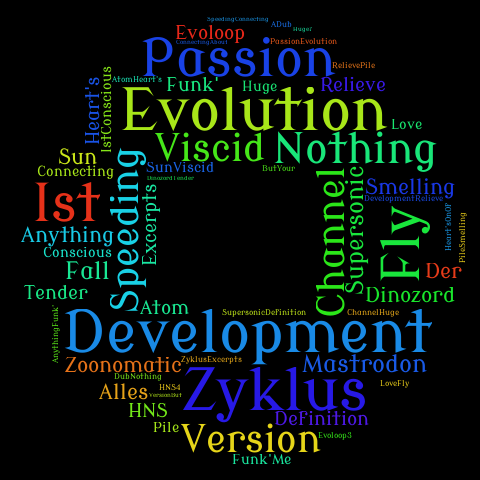 SpeedingConnecting
ADub
Evoloop
Huge7
ConnectingAbout
PassionEvolution
Passion
RelievePile
AtomHeart's
Funk'
Huge
Relieve
Heart's
IstConscious
Evolution
Love
Viscid
Nothing
Sun
SunViscid
ButYour
Connecting
DinozordTender
Smelling
DevelopmentRelieve
Ist
Speeding
Excerpts
Channel
Supersonic
Fly
Heart'sOnOf
PileSmelling
Anything
Conscious
Fall
Der
Tender
Dinozord
Atom
SupersonicDefinition
ChannelHuge
AnythingFunk'
Development
Zoonomatic
ZyklusExcerpts
Mastrodon
DubNothing
LoveFly
Alles
HNS4
VersionBut
Zyklus
HNS
Definition
Pile
Version
Evoloop3
Funk'Me